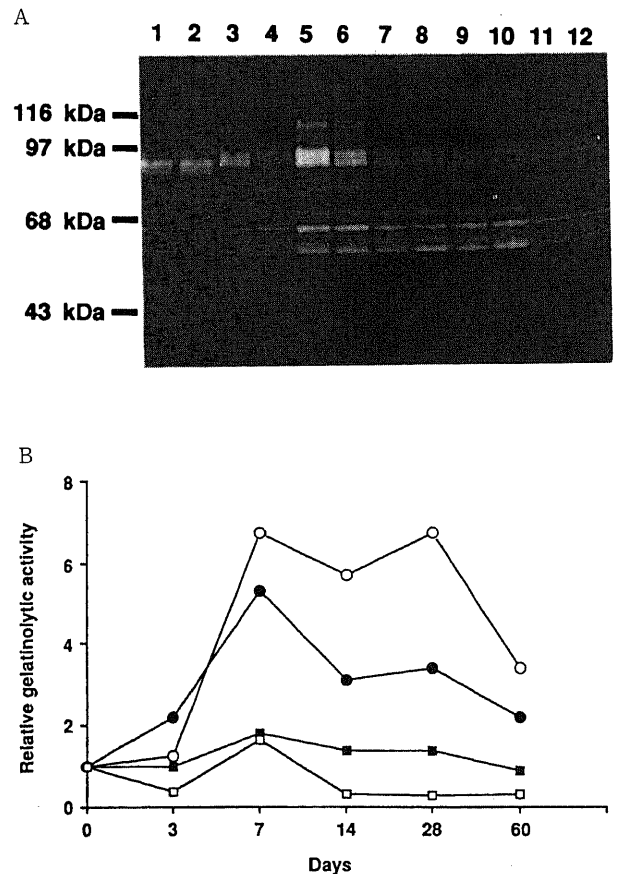 A
1 2 3 4 5 6 7 8 9 10 11 12
116 kDa
97 kDa
68 kDa
43 kDa
B
8
6
4
2
0
Relative gelatinolytic activity
0 3 7 14 28 60
Days